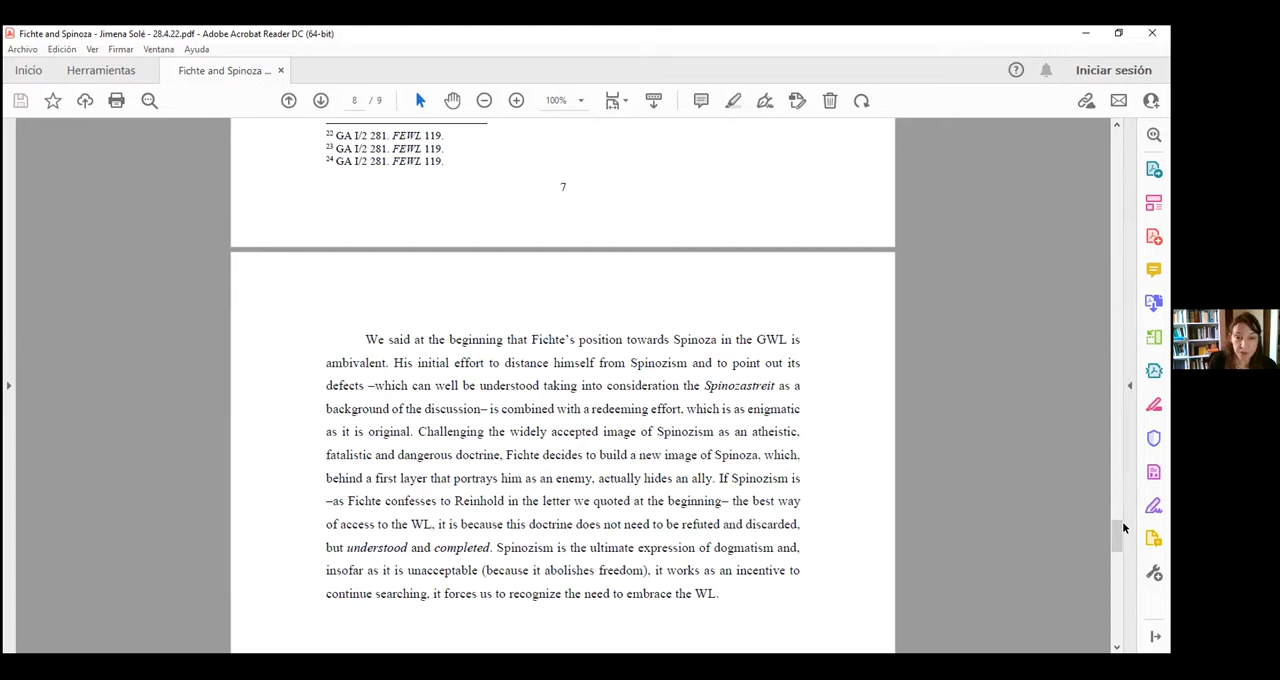 Fichte and Spinoza - Jimena Solé - 28.4.22.pdf - Adobe Acrobat Reader DC (64-bit)
Archivo Edición Ver Firmar Ventana Ayuda
Inicio Herramientas Fichte and Spinoza ... × Iniciar sesión
8 / 9 100%
22 GA I/2 281. FEWL 119.
23 GA I/2 281. FEWL 119.
24 GA I/2 281. FEWL 119.
7
We said at the beginning that Fichte's position towards Spinoza in the GWL is
ambivalent. His initial effort to distance himself from Spinozism and to point out its
defects –which can well be understood taking into consideration the Spinozastreit as a
background of the discussion– is combined with a redeeming effort, which is as enigmatic
as it is original. Challenging the widely accepted image of Spinozism as an atheistic,
fatalistic and dangerous doctrine, Fichte decides to build a new image of Spinoza, which,
behind a first layer that portrays him as an enemy, actually hides an ally. If Spinozism is
–as Fichte confesses to Reinhold in the letter we quoted at the beginning– the best way
of access to the WL, it is because this doctrine does not need to be refuted and discarded,
but understood and completed. Spinozism is the ultimate expression of dogmatism and,
insofar as it is unacceptable (because it abolishes freedom), it works as an incentive to
continue searching, it forces us to recognize the need to embrace the WL.